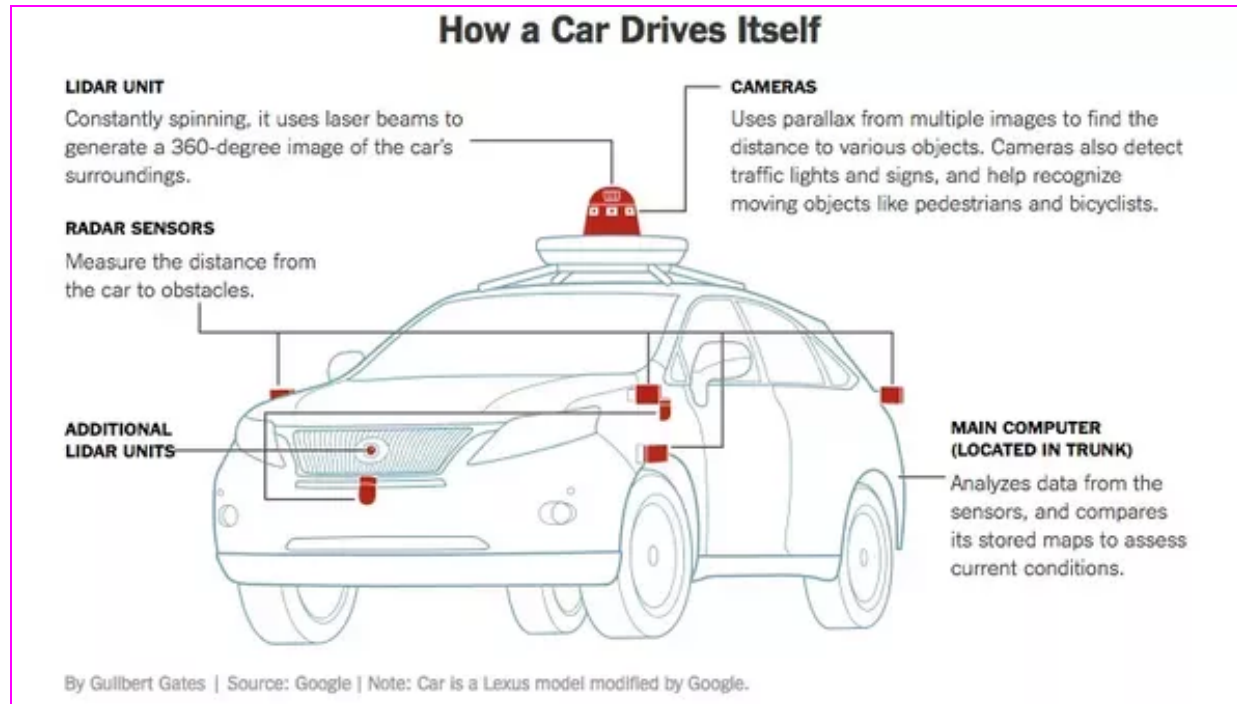 How a Car Drives Itself
LIDAR UNIT
Constantly spinning, it uses laser beams to
generate a 360-degree image of the car's
surroundings.
CAMERAS
Uses parallax from multiple images to find the
distance to various objects. Cameras also detect
traffic lights and signs, and help recognize
moving objects like pedestrians and bicyclists.
RADAR SENSORS
Measure the distance from
the car to obstacles.
ADDITIONAL
LIDAR UNITS
MAIN COMPUTER
(LOCATED IN TRUNK)
Analyzes data from the
sensors, and compares
its stored maps to assess
current conditions.
By Guilbert Gates | Source: Google | Note: Car is a Lexus model modified by Google.